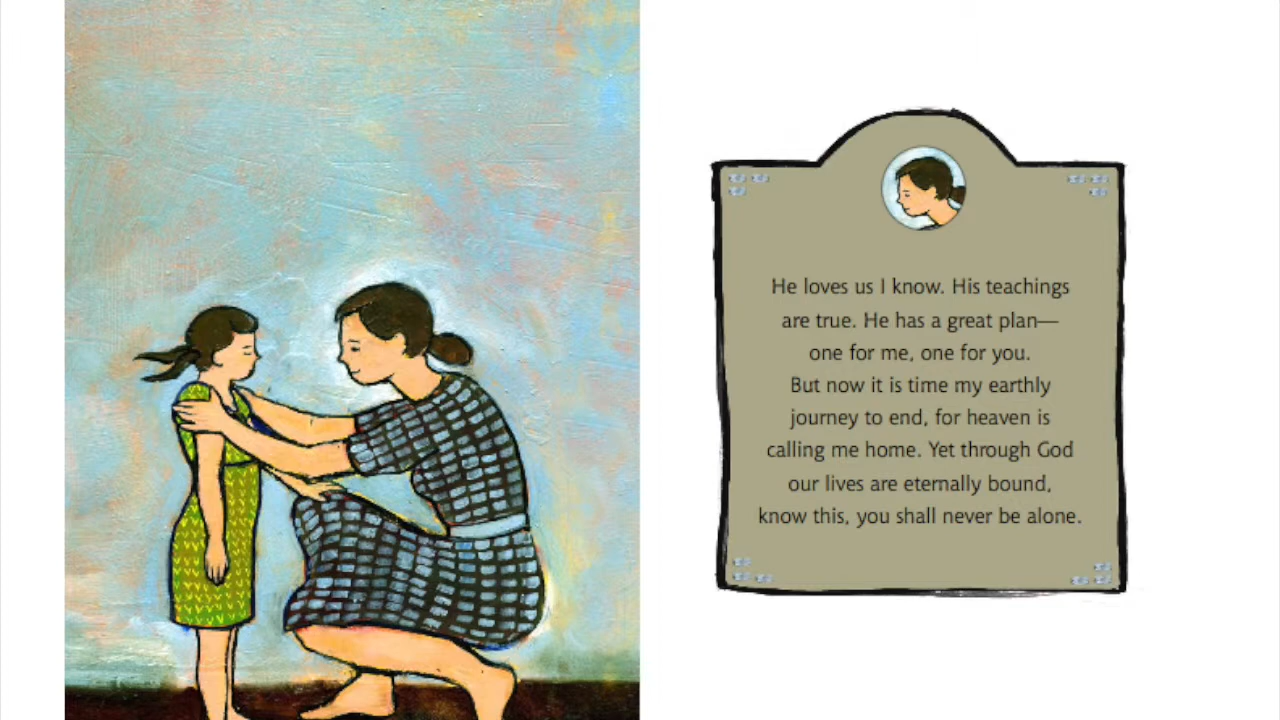 He loves us I know. His teachings
are true. He has a great plan—
one for me, one for you.
But now it is time my earthly
journey to end, for heaven is
calling me home. Yet through God
our lives are eternally bound,
know this, you shall never be alone.